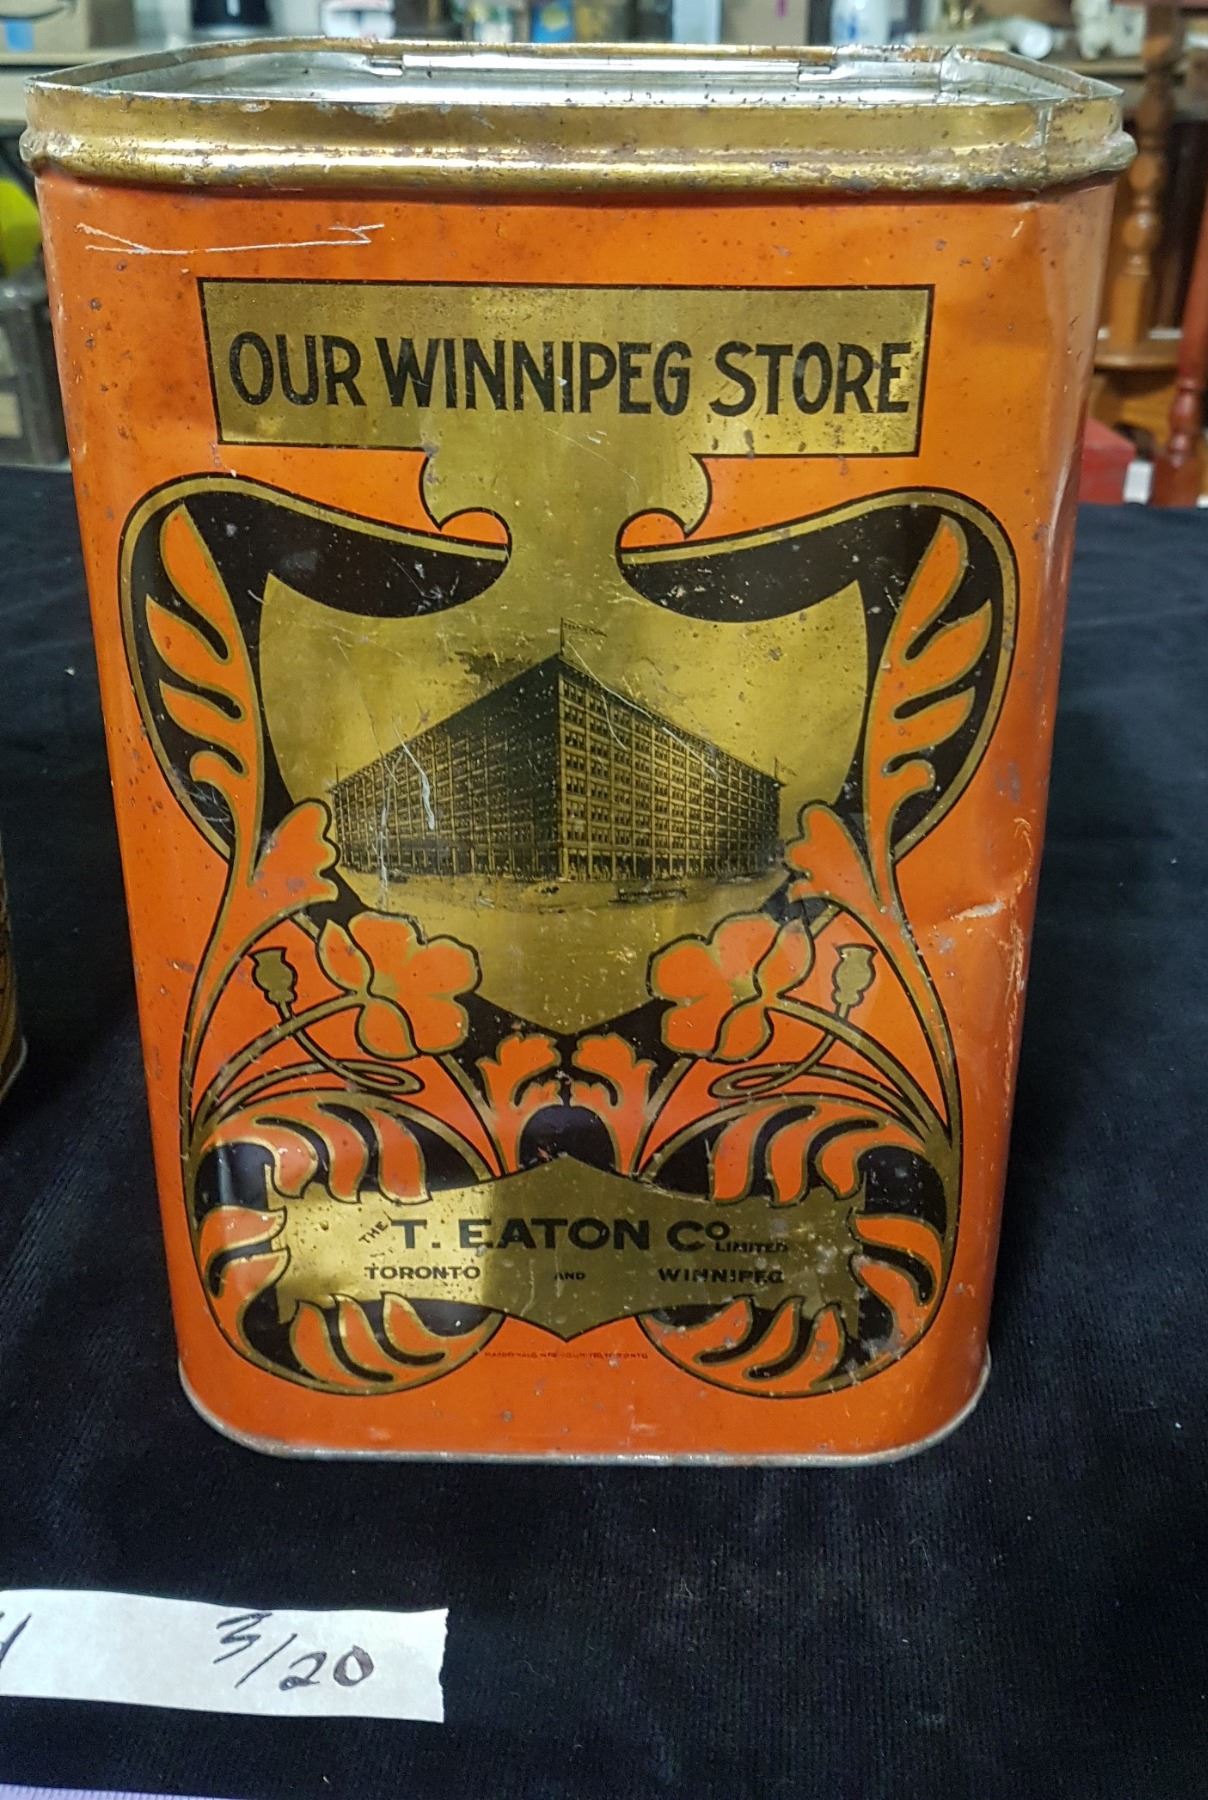 OUR WINNIPEG STORE
THE T. EATON Co LIMITED
TORONTO AND WINNIPEG
3/20